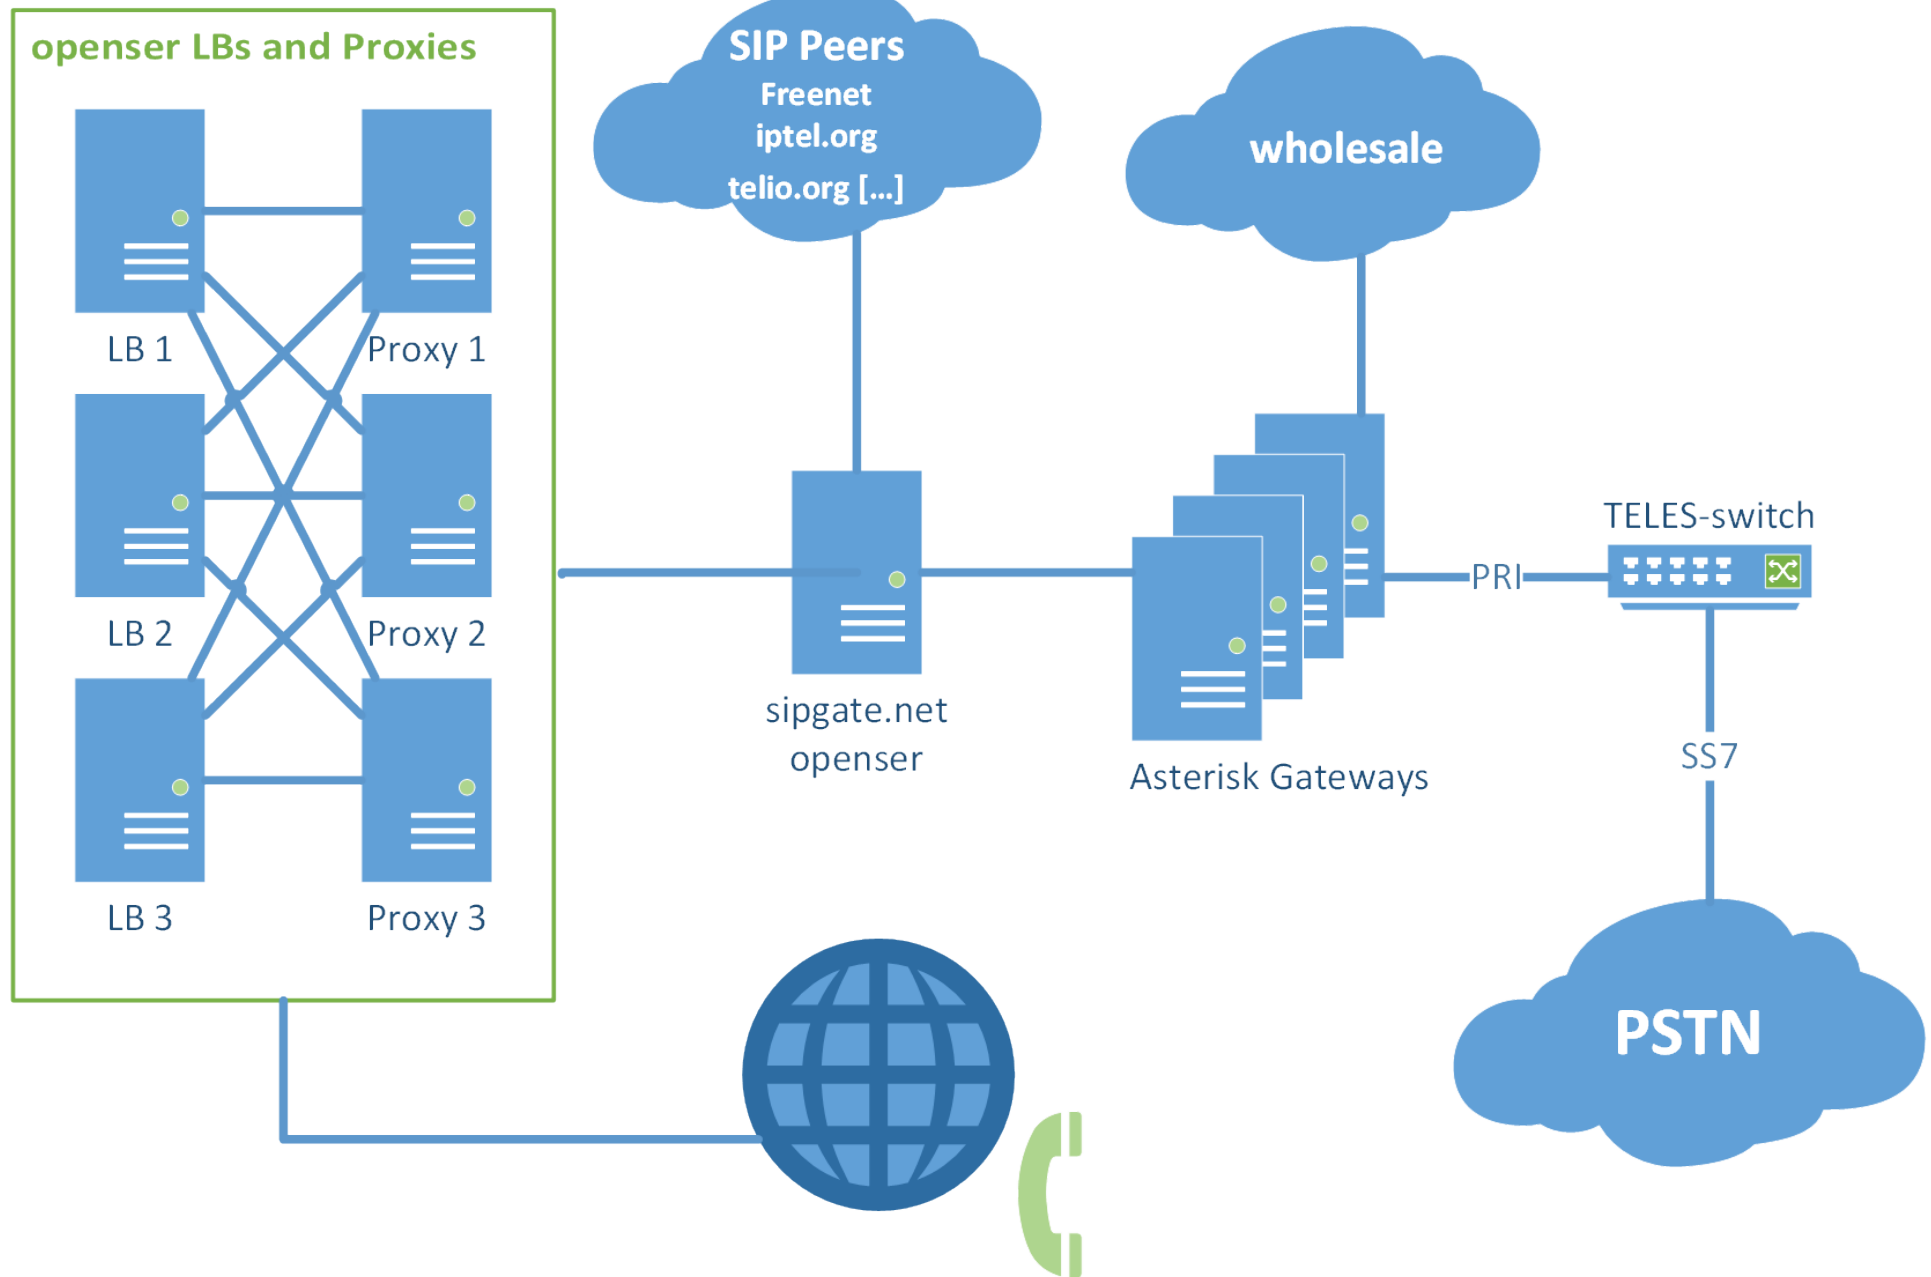 openser LBs and Proxies
LB 1
Proxy 1
LB 2
Proxy 2
LB 3
Proxy 3
SIP Peers
Freenet
iptel.org
telio.org [...]
wholesale
sipgate.net
openser
Asterisk Gateways
PRI
TELES-switch
SS7
PSTN